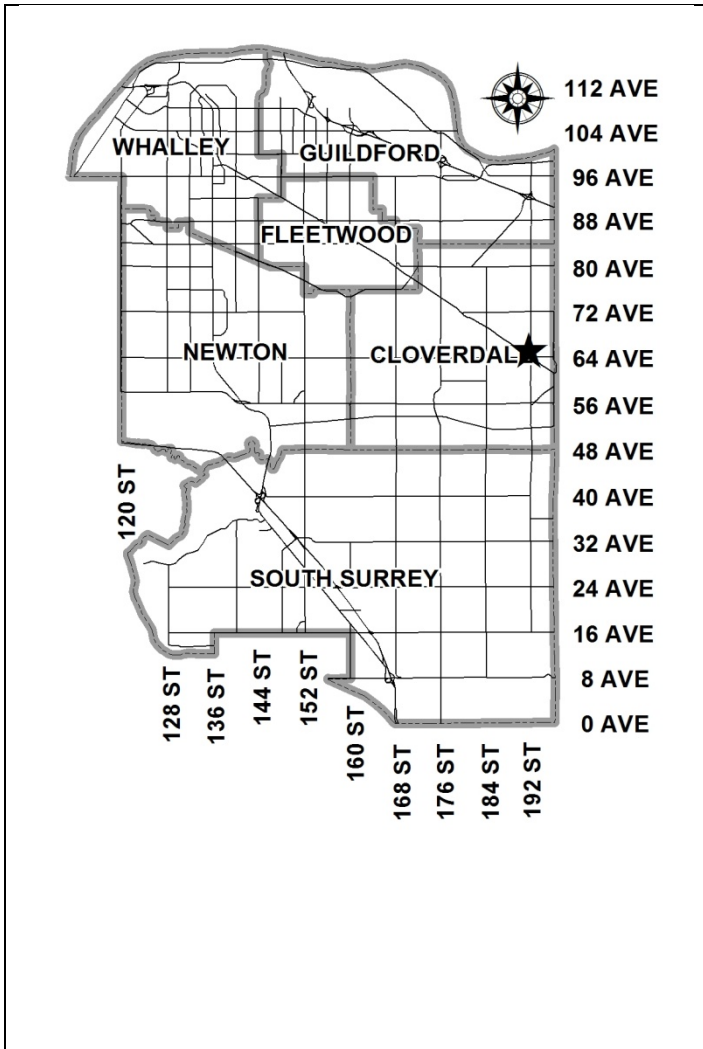 112 AVE
104 AVE
WHALLEY
GUILDFORD
96 AVE
88 AVE
FLEETWOOD
80 AVE
72 AVE
NEWTON
CLOVERDAL
64 AVE
56 AVE
48 AVE
120 ST
40 AVE
32 AVE
SOUTH SURREY
24 AVE
16 AVE
8 AVE
0 AVE
128 ST
136 ST
144 ST
152 ST
160 ST
168 ST
176 ST
184 ST
192 ST